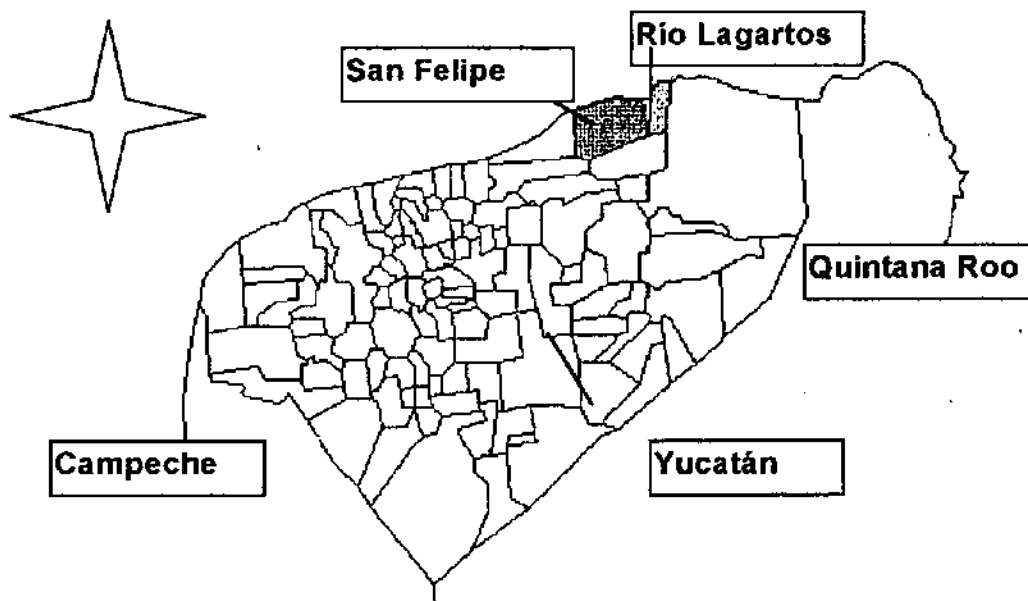 Río Lagartos
San Felipe
Quintana Roo
Campeche
Yucatán